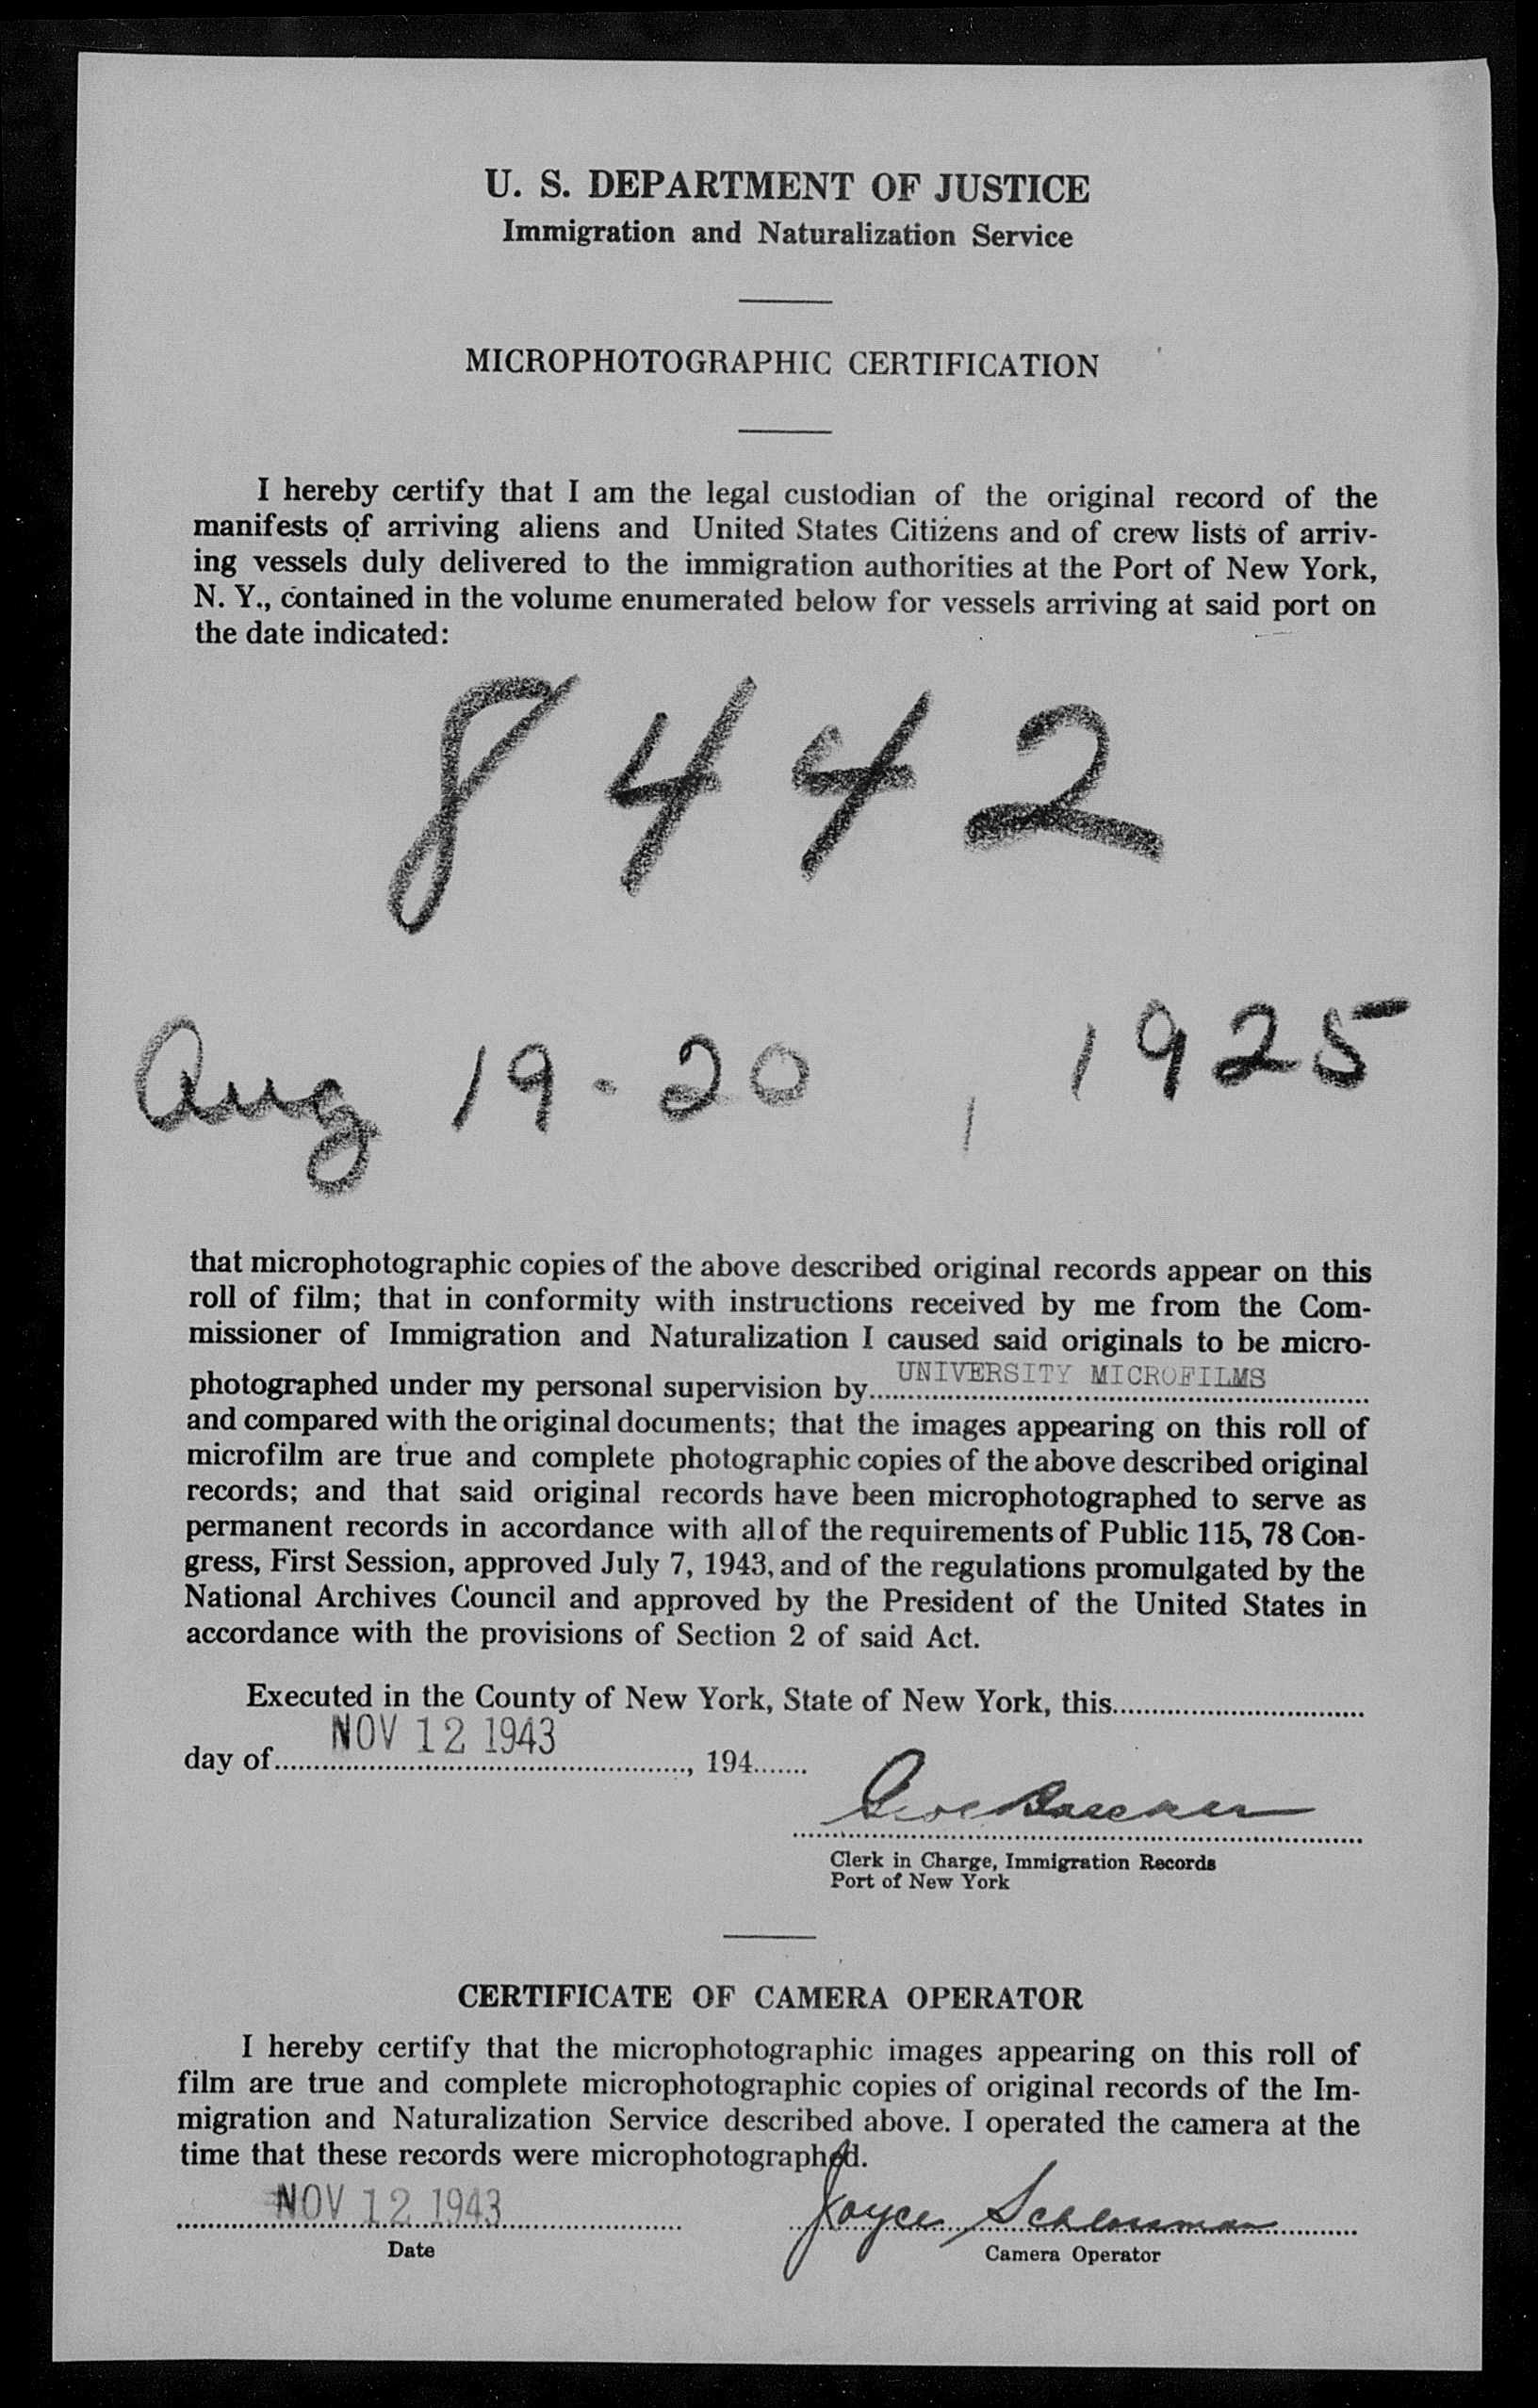 U. S. DEPARTMENT OF JUSTICE
Immigration and Naturalization Service
MICROPHOTOGRAPHIC CERTIFICATION
I hereby certify that I am the legal custodian of the original record of the
manifests of arriving aliens and United States Citizens and of crew lists of arriv-
ing vessels duly delivered to the immigration authorities at the Port of New York,
N. Y., contained in the volume enumerated below for vessels arriving at said port on
the date indicated:
8442
Aug 19-20, 1925
that microphotographic copies of the above described original records appear on this
roll of film; that in conformity with instructions received by me from the Com-
missioner of Immigration and Naturalization I caused said originals to be micro-
photographed under my personal supervision by UNIVERSITY MICROFILMS
and compared with the original documents; that the images appearing on this roll of
microfilm are true and complete photographic copies of the above described original
records; and that said original records have been microphotographed to serve as
permanent records in accordance with all of the requirements of Public 115, 78 Con-
gress, First Session, approved July 7, 1943, and of the regulations promulgated by the
National Archives Council and approved by the President of the United States in
accordance with the provisions of Section 2 of said Act.
Executed in the County of New York, State of New York, this
day of NOV 12 1943, 194
Clerk in Charge, Immigration Records
Port of New York
CERTIFICATE OF CAMERA OPERATOR
I hereby certify that the microphotographic images appearing on this roll of
film are true and complete microphotographic copies of original records of the Im-
migration and Naturalization Service described above. I operated the camera at the
time that these records were microphotographed.
NOV 12 1943 Joyce Schlossman
Date Camera Operator